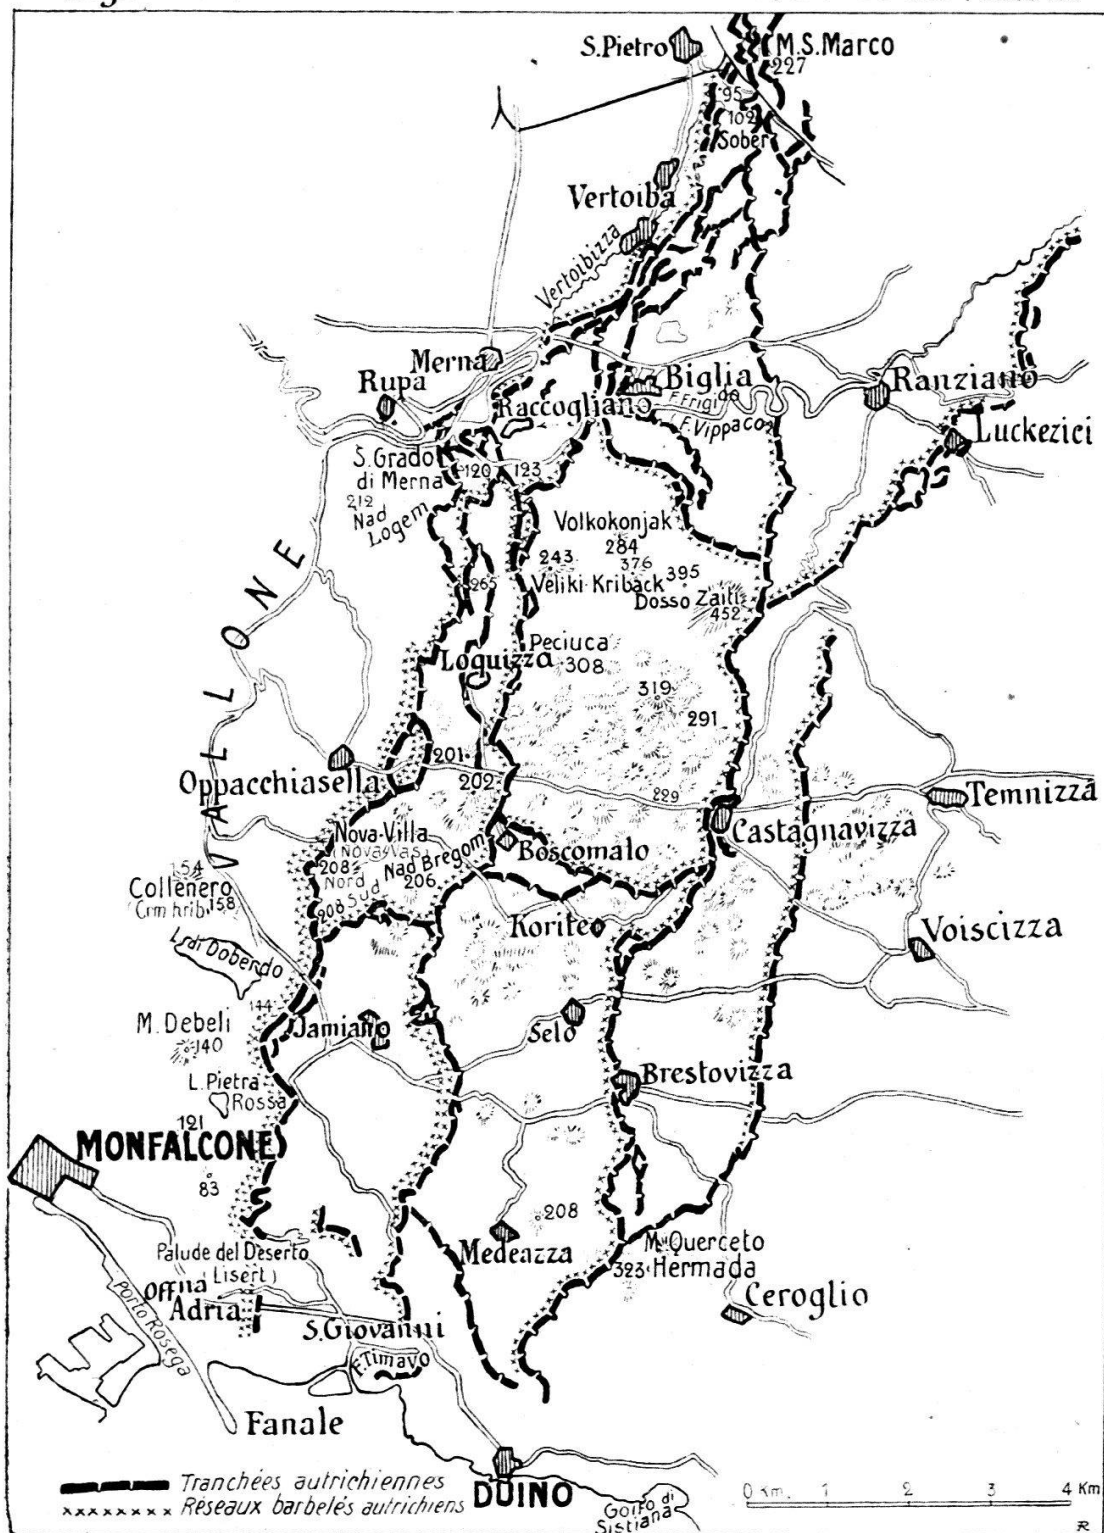 S.Pietro
M.S.Marco
227
95
102
Sober
Vertoiba
Vertoibizza
Merna
Rupa
Biglia
F.Frigido
F.Vippaco
Ranziano
Raccogliano
Luckezici
S.Grado
di Merna
120
123
212
Nad
Logem
Volkokonjak
284
243
376
395
Veliki Kriback
Dosso Zaitl
452
265
VALLONE
Peciuca
308
Loquizza
319
291
201
202
Oppacchiasella
229
Temnizza
Castagnavizza
Nova-Villa
(Nova Vas)
208
Nord
Nad Bregom
206
208 Sud
Boscomalo
Collenero
Crni hrib
158
Korite
Voiscizza
L. di Doberdo
144
Jamiano
M. Debeli
140
Selo
L. Pietra
Rossa
Brestovizza
121
MONFALCONE
83
208
Medeazza
Palude del Deserto
(Lisert)
Offna
Adria
M. Querceto
323 Hermada
Ceroglio
Porto Rosega
S.Giovanni
F.Timavo
Fanale
DUINO
Golfo di
Sistiana
Tranchées autrichiennes
Réseaux barbelés autrichiens
0 Km. 1 2 3 4 Km